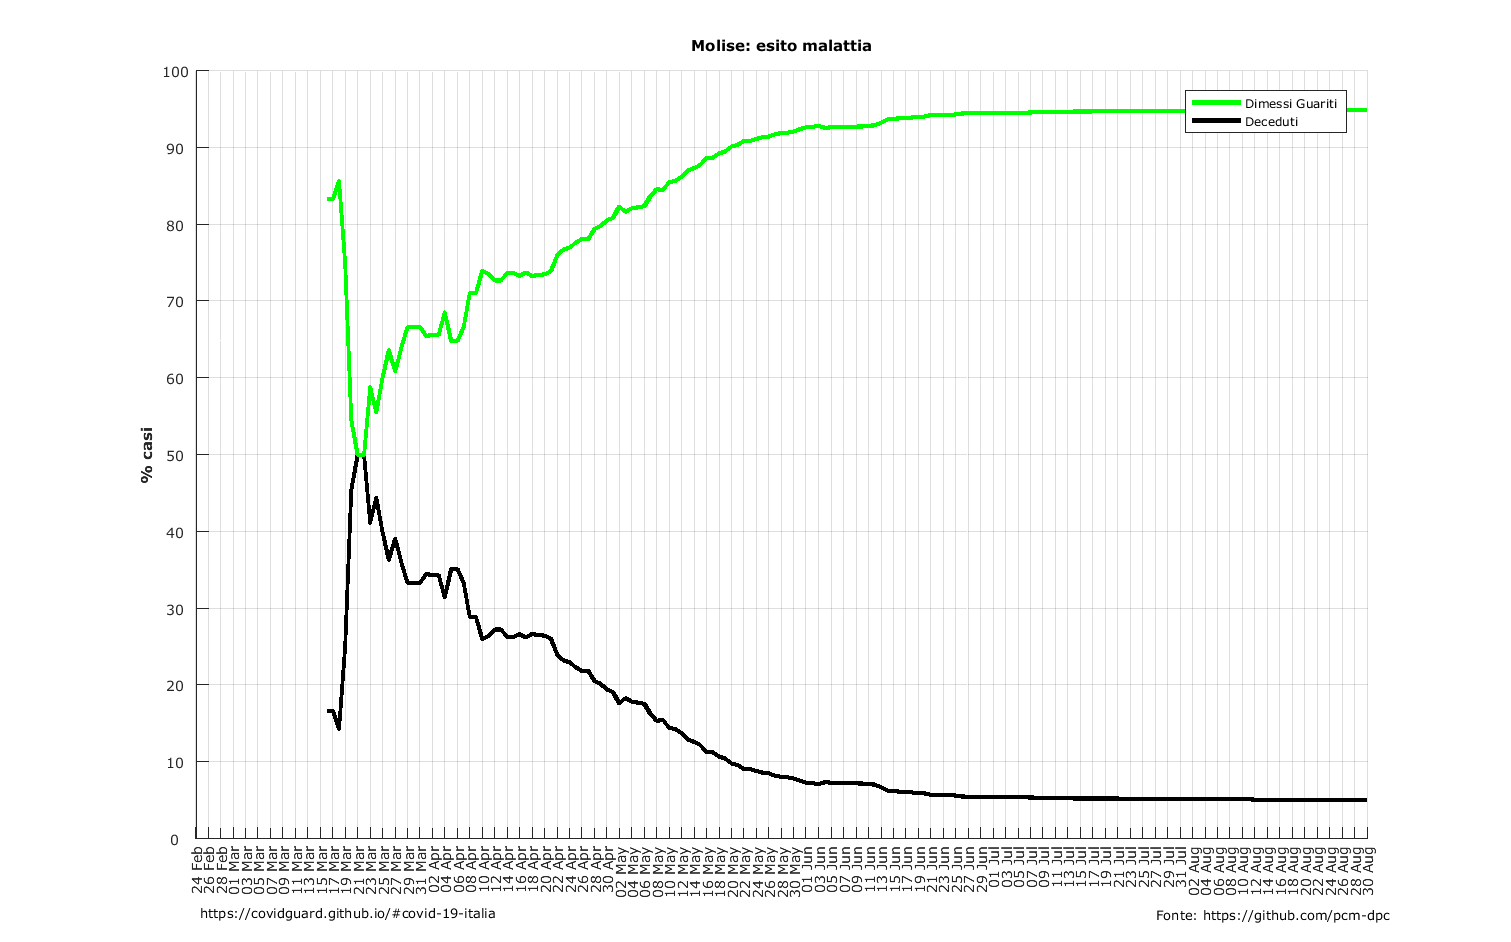 Molise: esito malattia
100
90
80
70
60
50
40
30
20
10
0
% casi
Dimessi Guariti
Deceduti
24 Feb
26 Feb
28 Feb
01 Mar
03 Mar
05 Mar
07 Mar
09 Mar
11 Mar
13 Mar
15 Mar
17 Mar
19 Mar
21 Mar
23 Mar
25 Mar
27 Mar
29 Mar
31 Mar
02 Apr
04 Apr
06 Apr
08 Apr
10 Apr
12 Apr
14 Apr
16 Apr
18 Apr
20 Apr
22 Apr
24 Apr
26 Apr
28 Apr
30 Apr
02 May
04 May
06 May
08 May
10 May
12 May
14 May
16 May
18 May
20 May
22 May
24 May
26 May
28 May
30 May
01 Jun
03 Jun
05 Jun
07 Jun
09 Jun
11 Jun
13 Jun
15 Jun
17 Jun
19 Jun
21 Jun
23 Jun
25 Jun
27 Jun
29 Jun
01 Jul
03 Jul
05 Jul
07 Jul
09 Jul
11 Jul
13 Jul
15 Jul
17 Jul
19 Jul
21 Jul
23 Jul
25 Jul
27 Jul
29 Jul
31 Jul
02 Aug
04 Aug
06 Aug
08 Aug
10 Aug
12 Aug
14 Aug
16 Aug
18 Aug
20 Aug
22 Aug
24 Aug
26 Aug
28 Aug
30 Aug
https://covidguard.github.io/#covid-19-italia
Fonte: https://github.com/pcm-dpc